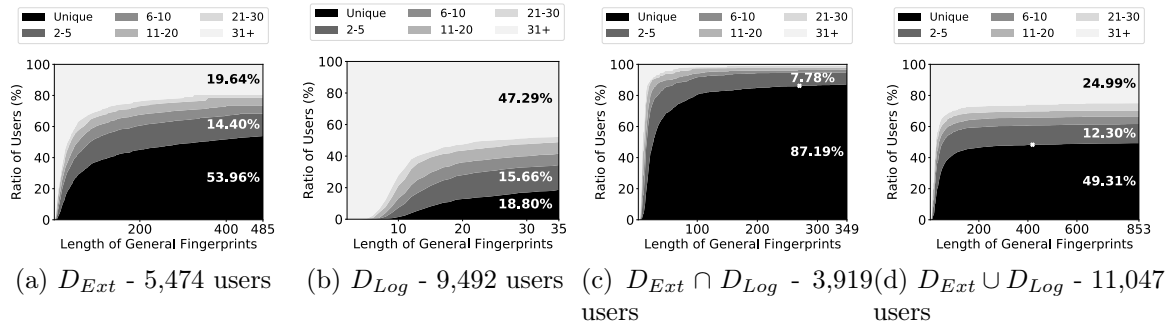 Unique 6-10 21-30
2-5 11-20 31+
100
80
60
40
20
0
Ratio of Users (%)
19.64%
14.40%
53.96%
200 400 485
Length of General Fingerprints
(a) D_Ext - 5,474 users
Unique 6-10 21-30
2-5 11-20 31+
100
80
60
40
20
0
Ratio of Users (%)
47.29%
15.66%
18.80%
10 20 30 35
Length of General Fingerprints
(b) D_Log - 9,492 users
Unique 6-10 21-30
2-5 11-20 31+
100
80
60
40
20
0
Ratio of Users (%)
7.78%
87.19%
100 200 300 349
Length of General Fingerprints
(c) D_Ext ∩ D_Log - 3,919
users
Unique 6-10 21-30
2-5 11-20 31+
100
80
60
40
20
0
Ratio of Users (%)
24.99%
12.30%
49.31%
200 400 600 853
Length of General Fingerprints
(d) D_Ext ∪ D_Log - 11,047
users